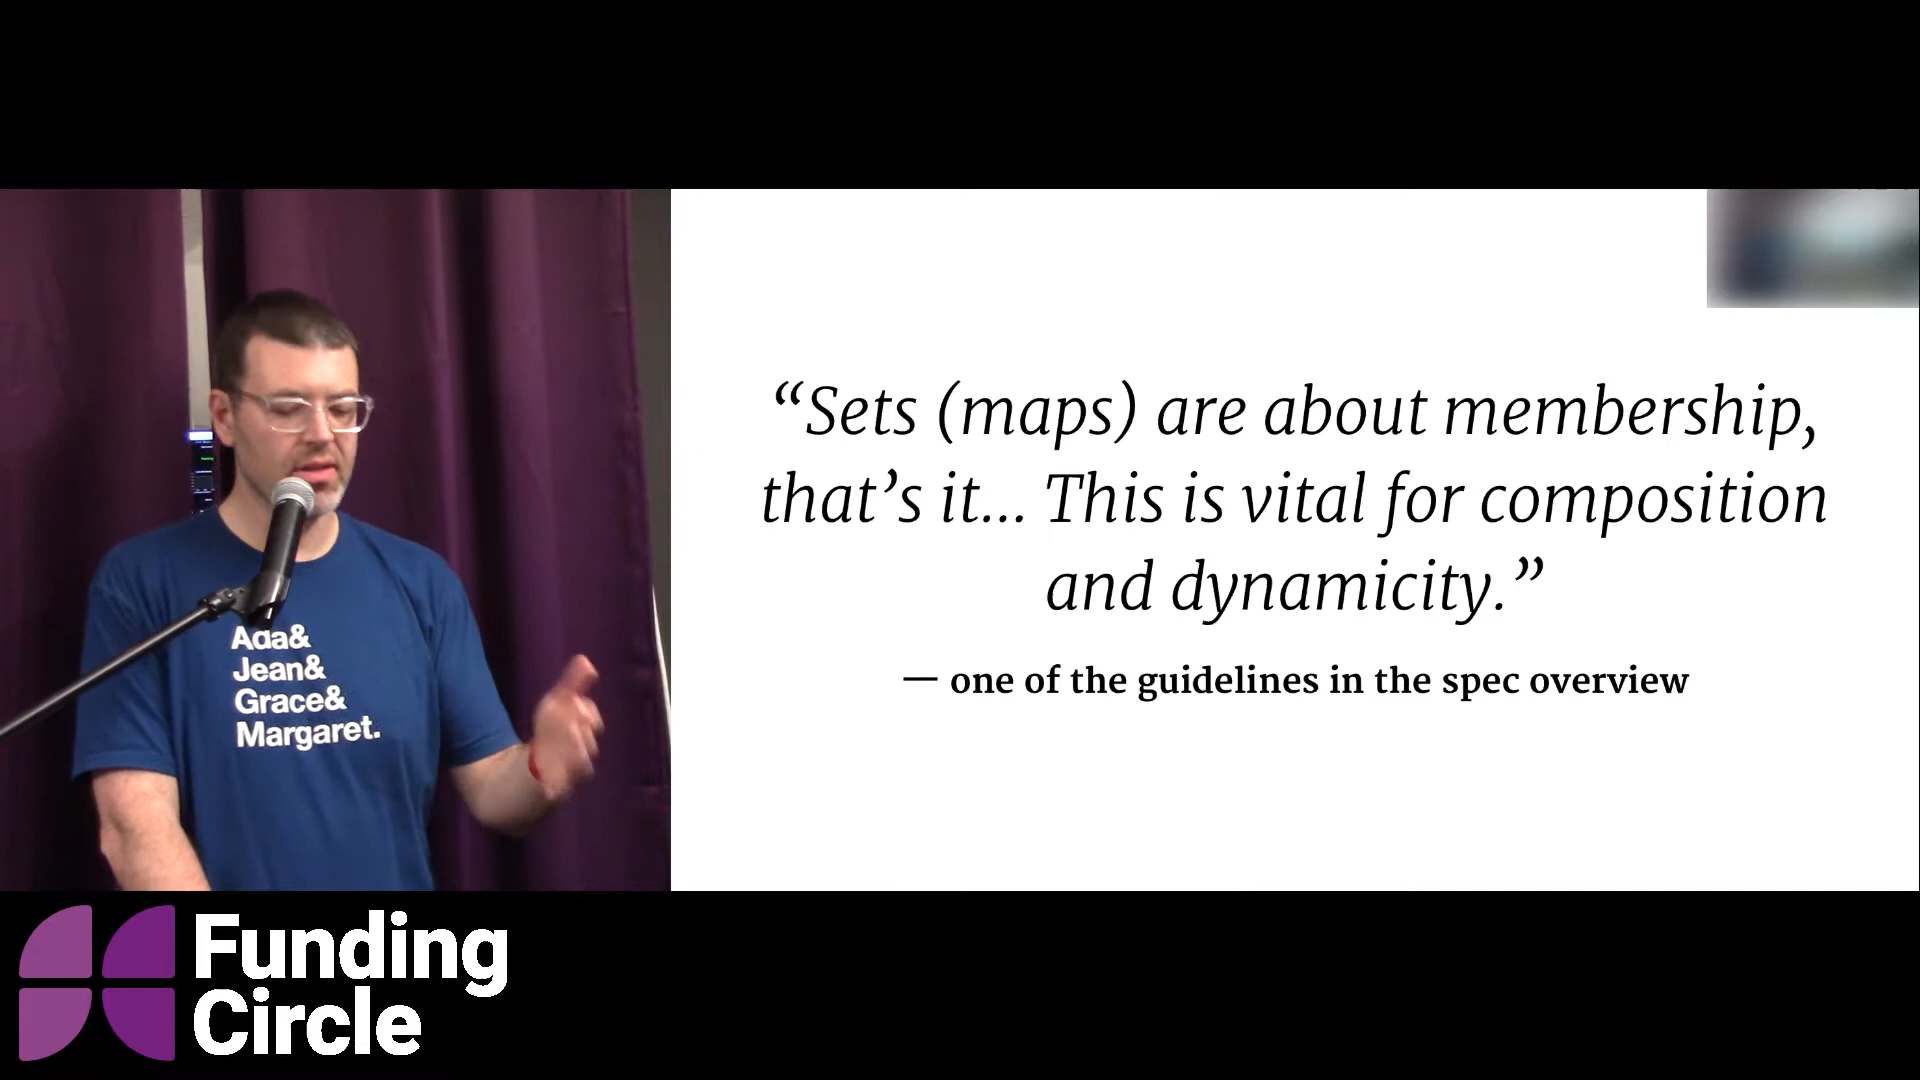 “Sets (maps) are about membership,
that’s it... This is vital for composition
and dynamicity.”
— one of the guidelines in the spec overview
Ada&
Jean&
Grace&
Margaret.
Funding
Circle